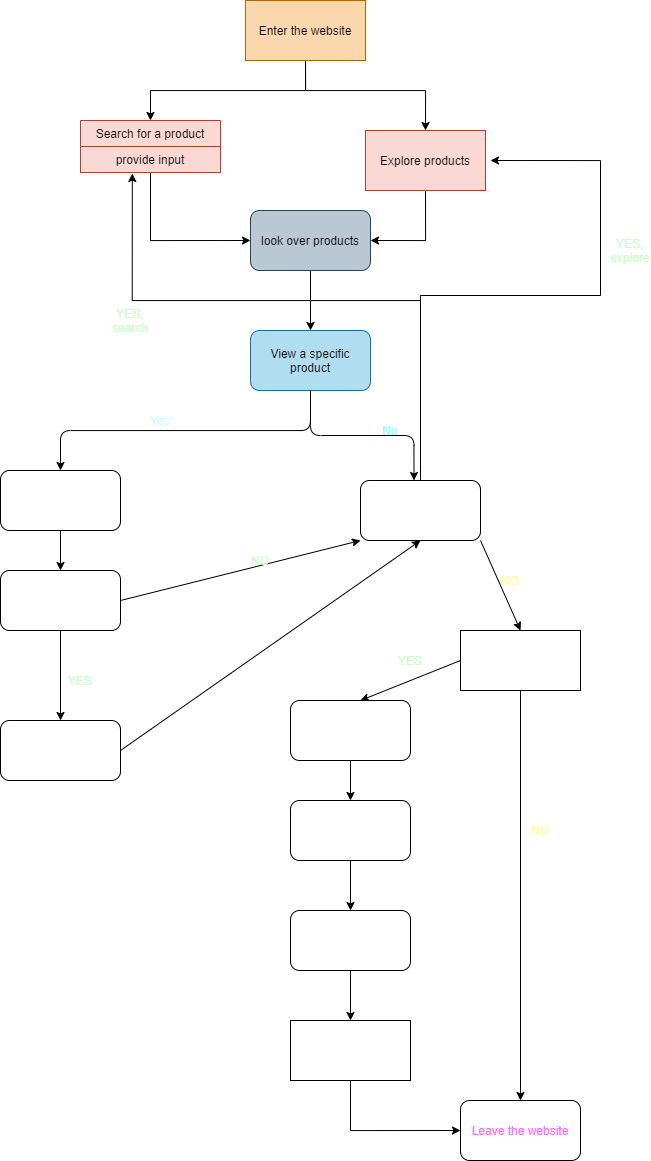 Enter the website
Search for a product
provide input
Explore products
look over products
YES,
explore
YES,
search
View a specific
product
Yes
No
NO
NO
YES
YES
NO
Leave the website